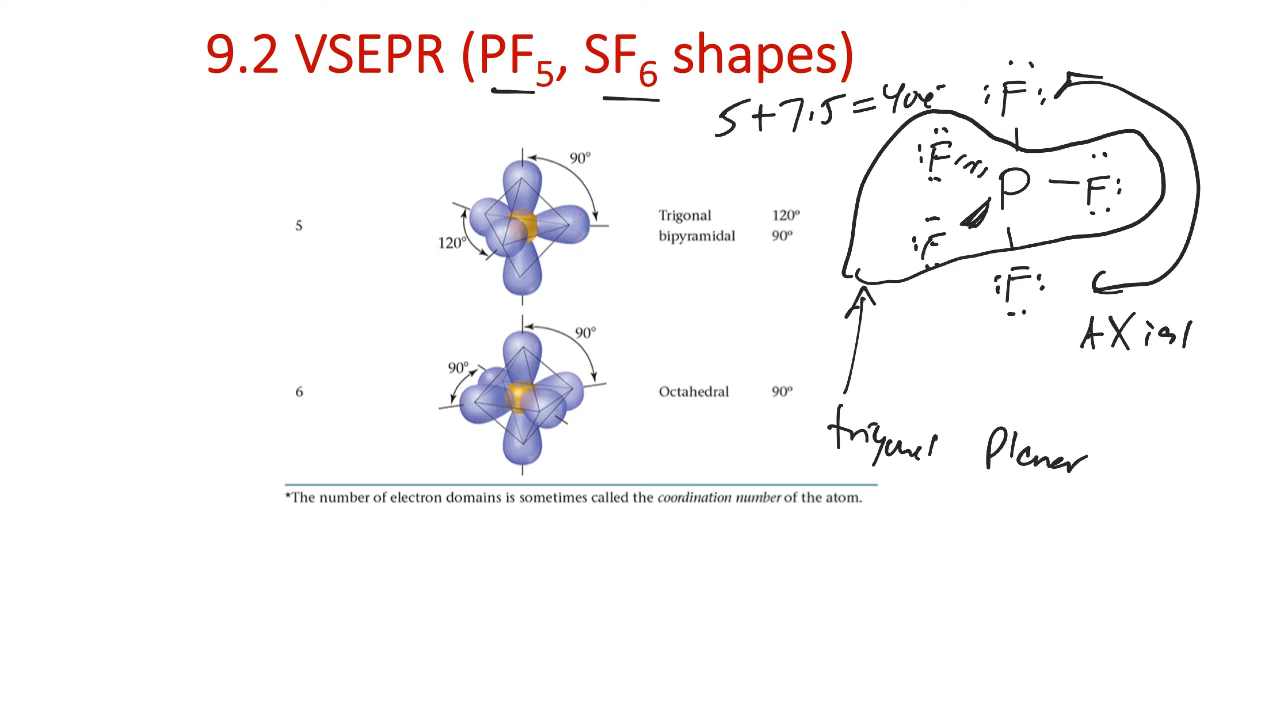 9.2 VSEPR (PF5, SF6 shapes)
5+7.5=40e-
F
F
P
F
F
F
Axial
trigonal planar
90°
5
120°
Trigonal 120°
bipyramidal 90°
90°
90°
6
Octahedral 90°
*The number of electron domains is sometimes called the coordination number of the atom.